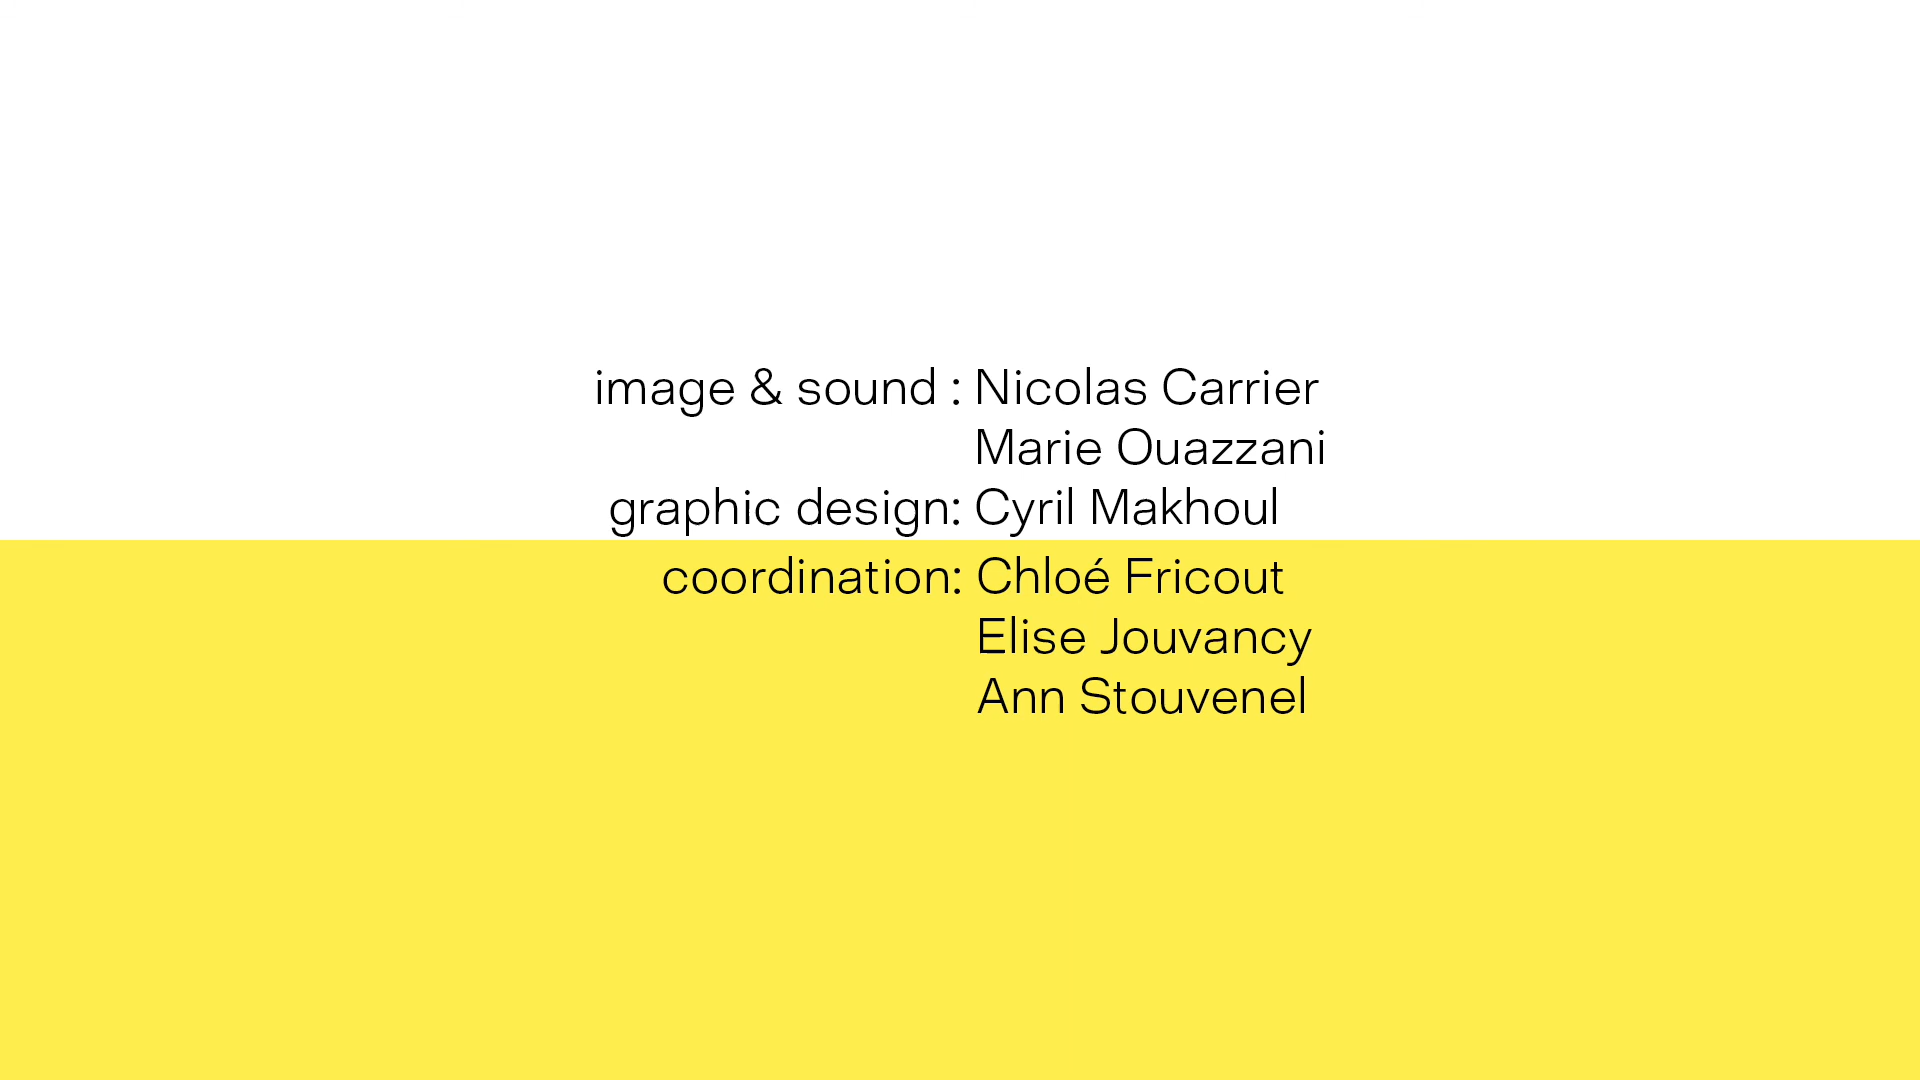 image & sound : Nicolas Carrier
Marie Ouazzani
graphic design: Cyril Makhoul
coordination: Chloé Fricout
Elise Jouvancy
Ann Stouvenel